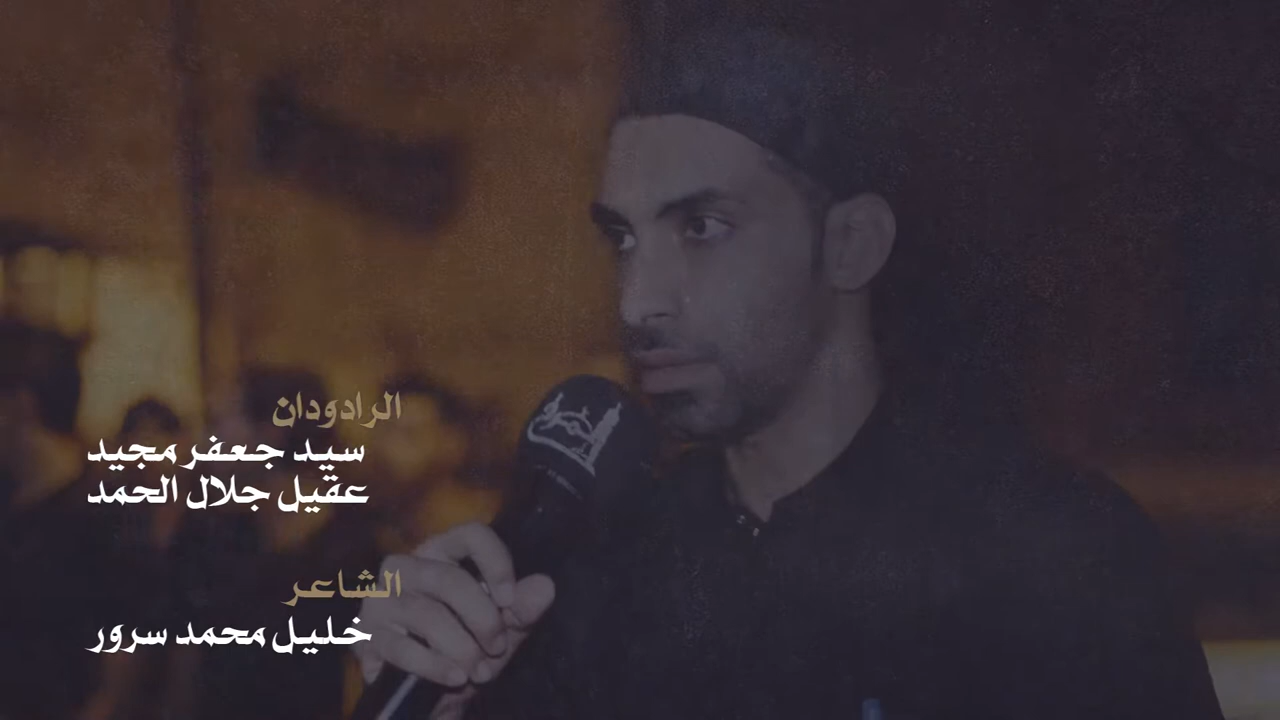 الرادودان
سيد جعفر مجيد
عقيل جلال الحمد
الشاعر
خليل محمد سرور